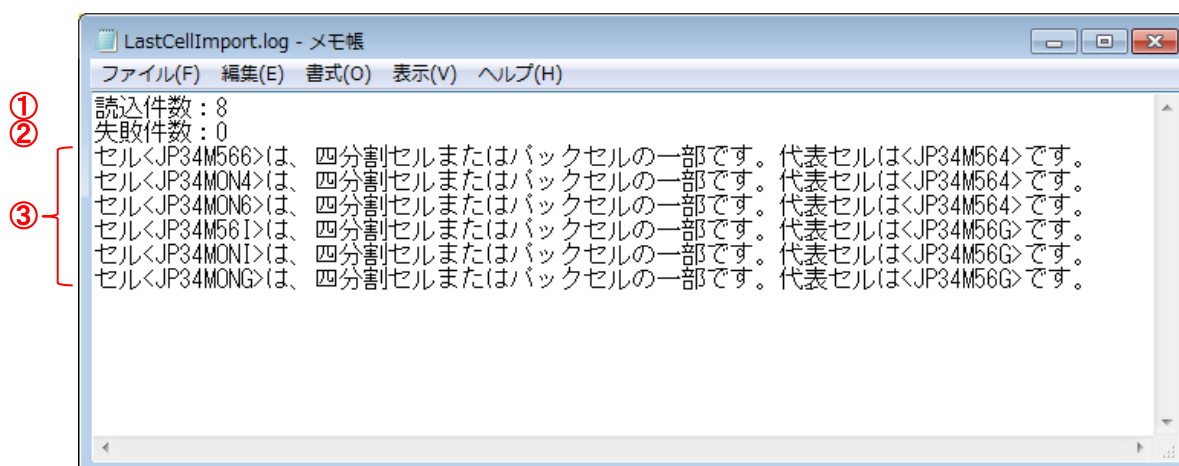 LastCellImport.log - メモ帳
ファイル(F) 編集(E) 書式(O) 表示(V) ヘルプ(H)
① 読込件数:8
② 失敗件数:0
③
セル<JP34M566>は、四分割セルまたはバックセルの一部です。代表セルは<JP34M564>です。
セル<JP34M0N4>は、四分割セルまたはバックセルの一部です。代表セルは<JP34M564>です。
セル<JP34M0N6>は、四分割セルまたはバックセルの一部です。代表セルは<JP34M564>です。
セル<JP34M56I>は、四分割セルまたはバックセルの一部です。代表セルは<JP34M56G>です。
セル<JP34M0NI>は、四分割セルまたはバックセルの一部です。代表セルは<JP34M56G>です。
セル<JP34M0NG>は、四分割セルまたはバックセルの一部です。代表セルは<JP34M56G>です。